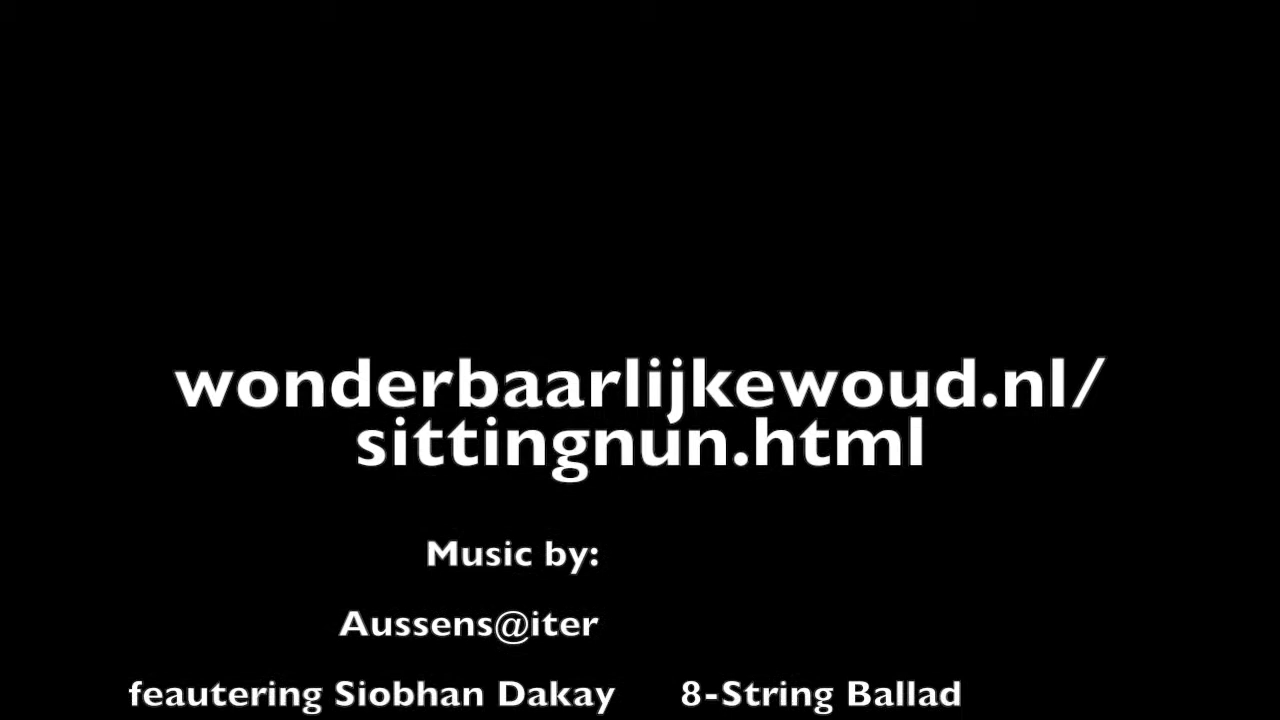 wonderbaarlijkewoud.nl/
sittingnun.html
Music by:
Aussens@iter
feautering Siobhan Dakay 8-String Ballad